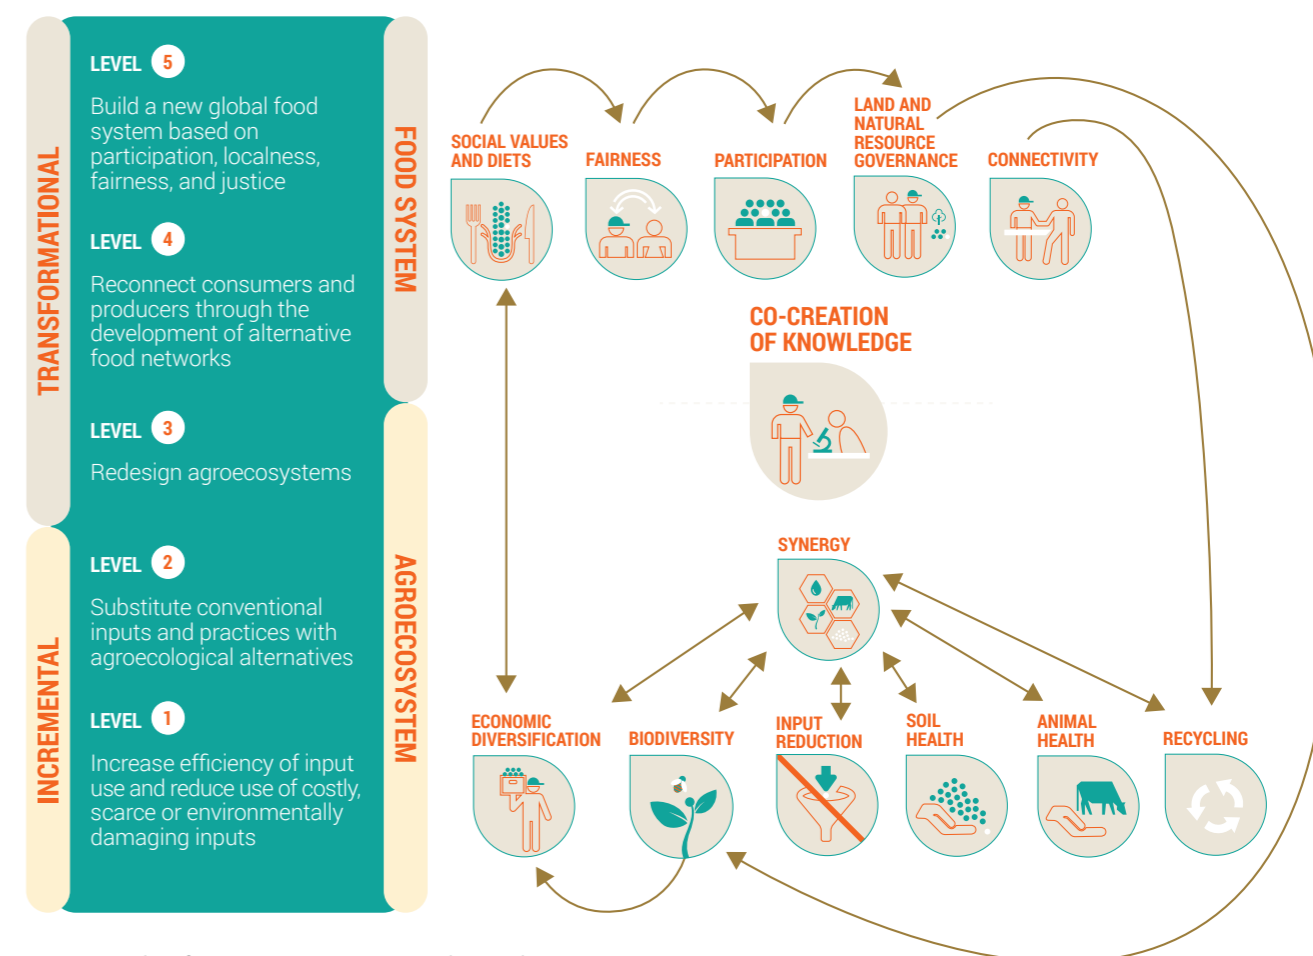 TRANSFORMATIONAL
INCREMENTAL
LEVEL 5
Build a new global food
system based on
participation, localness,
fairness, and justice
LEVEL 4
Reconnect consumers and
producers through the
development of alternative
food networks
LEVEL 3
Redesign agroecosystems
LEVEL 2
Substitute conventional
inputs and practices with
agroecological alternatives
LEVEL 1
Increase efficiency of input
use and reduce use of costly,
scarce or environmentally
damaging inputs
FOOD SYSTEM
AGROECOSYSTEM
SOCIAL VALUES
AND DIETS
FAIRNESS
PARTICIPATION
LAND AND
NATURAL
RESOURCE
GOVERNANCE
CONNECTIVITY
CO-CREATION
OF KNOWLEDGE
SYNERGY
ECONOMIC
DIVERSIFICATION
BIODIVERSITY
INPUT
REDUCTION
SOIL
HEALTH
ANIMAL
HEALTH
RECYCLING